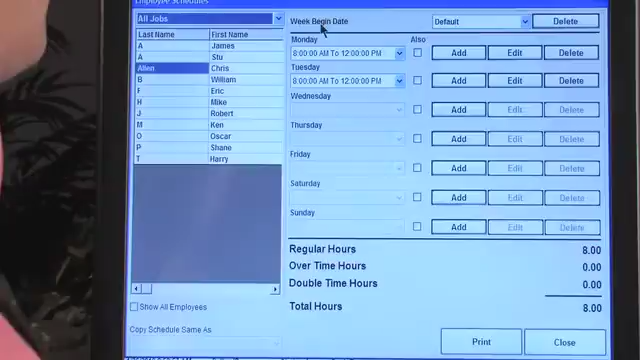 Employee Schedules
All Jobs
Week Begin Date
Default
Delete
Last Name First Name
A James
A Stu
Allen Chris
B William
F Eric
H Mike
J Robert
M Ken
O Oscar
P Shane
T Harry
Monday
Also
8:00:00 AM To 12:00:00 PM
Add Edit Delete
Tuesday
8:00:00 AM To 12:00:00 PM
Add Edit Delete
Wednesday
Add Edit Delete
Thursday
Add Edit Delete
Friday
Add Edit Delete
Saturday
Add Edit Delete
Sunday
Add Edit Delete
Regular Hours 8.00
Over Time Hours 0.00
Double Time Hours 0.00
Total Hours 8.00
Show All Employees
Copy Schedule Same As
Print
Close